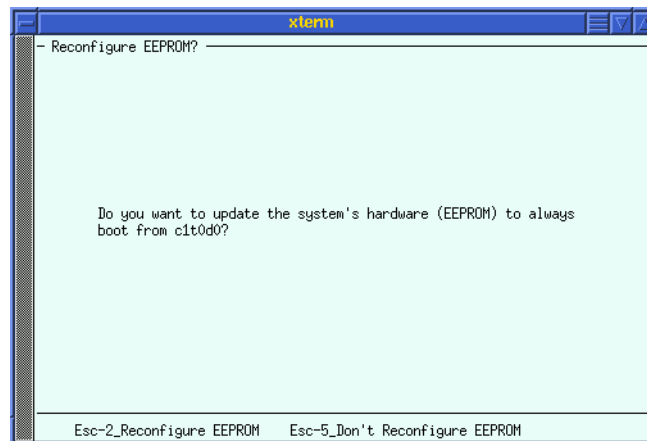 xterm
Reconfigure EEPROM?
Do you want to update the system's hardware (EEPROM) to always
boot from c1t0d0?
Esc-2_Reconfigure EEPROM    Esc-5_Don't Reconfigure EEPROM